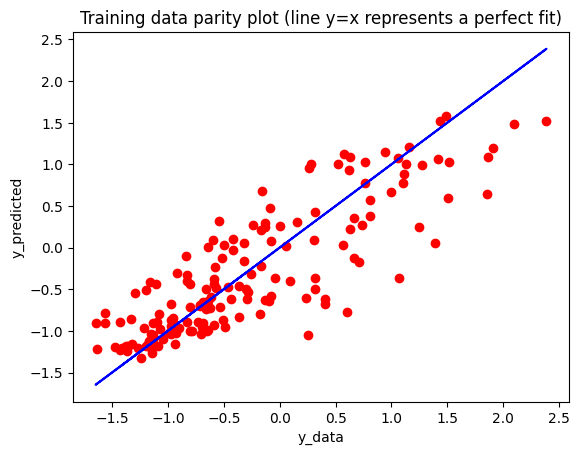 Training data parity plot (line y=x represents a perfect fit)
2.5
2.0
1.5
1.0
0.5
0.0
−0.5
−1.0
−1.5
y_predicted
−1.5 −1.0 −0.5 0.0 0.5 1.0 1.5 2.0 2.5
y_data